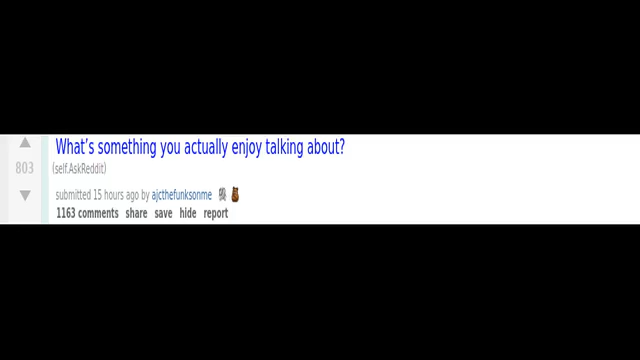 What's something you actually enjoy talking about?
803
(self.AskReddit)
submitted 15 hours ago by ajcthefunksonme
1163 comments share save hide report